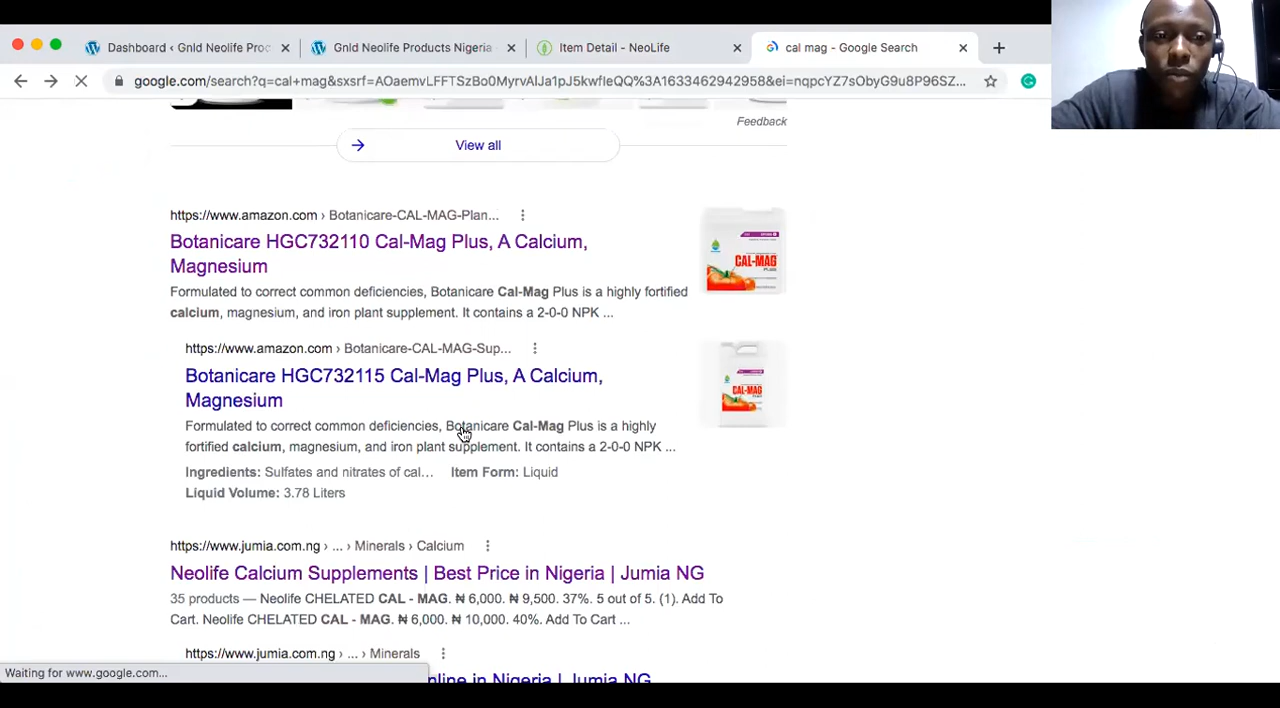 Dashboard ‹ Gnld Neolife Proc
Gnld Neolife Products Nigeria
Item Detail - NeoLife
cal mag - Google Search
google.com/search?q=cal+mag&sxsrf=AOaemvLFFTSzBo0MyrvAlJa1pJ5kwfIeQQ%3A1633462942958&ei=nqpcYZ7sObyG9u8P96SZ...
Feedback
View all
https://www.amazon.com › Botanicare-CAL-MAG-Plan...
Botanicare HGC732110 Cal-Mag Plus, A Calcium,
Magnesium
CAL-MAG
PLUS
Formulated to correct common deficiencies, Botanicare Cal-Mag Plus is a highly fortified
calcium, magnesium, and iron plant supplement. It contains a 2-0-0 NPK ...
https://www.amazon.com › Botanicare-CAL-MAG-Sup...
Botanicare HGC732115 Cal-Mag Plus, A Calcium,
Magnesium
CAL-MAG
Formulated to correct common deficiencies, Botanicare Cal-Mag Plus is a highly
fortified calcium, magnesium, and iron plant supplement. It contains a 2-0-0 NPK ...
Ingredients: Sulfates and nitrates of cal... Item Form: Liquid
Liquid Volume: 3.78 Liters
https://www.jumia.com.ng › ... › Minerals › Calcium
Neolife Calcium Supplements | Best Price in Nigeria | Jumia NG
35 products — Neolife CHELATED CAL - MAG. ₦ 6,000. ₦ 9,500. 37%. 5 out of 5. (1). Add To
Cart. Neolife CHELATED CAL - MAG. ₦ 6,000. ₦ 10,000. 40%. Add To Cart ...
https://www.jumia.com.ng › ... › Minerals
Waiting for www.google.com...
nline in Nigeria | Jumia NG